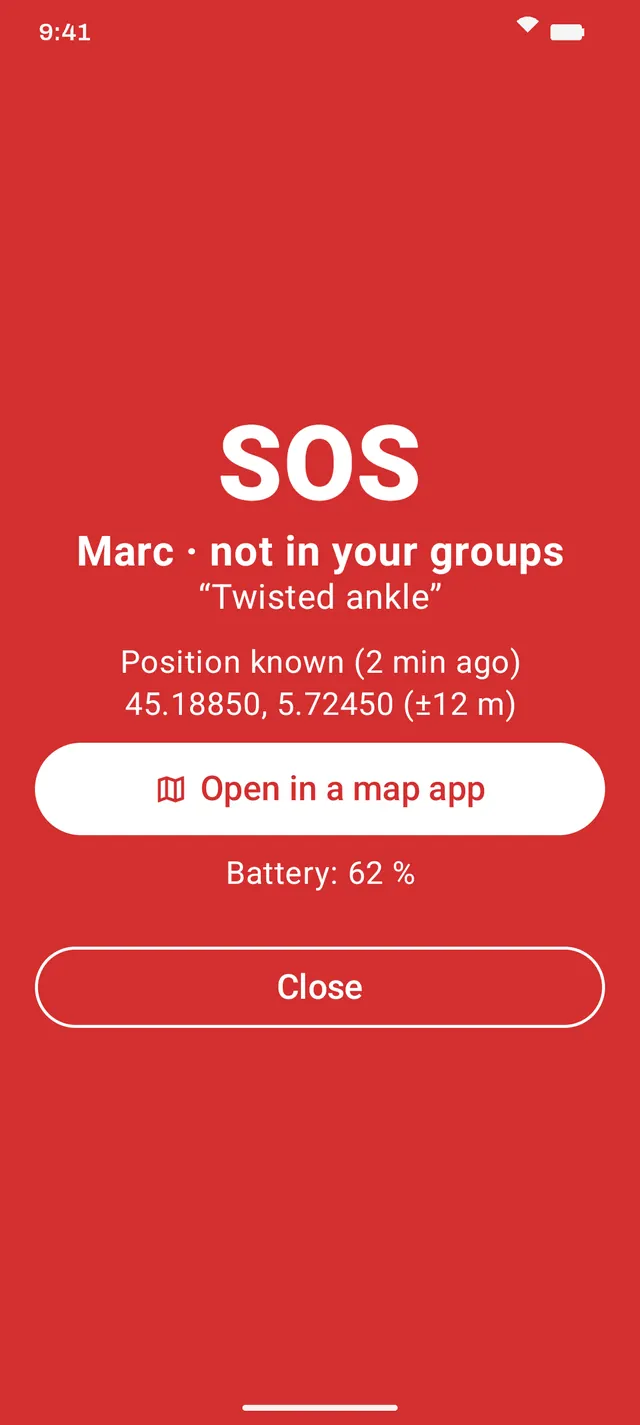 9:41
SOS
Marc · not in your groups
“Twisted ankle”
Position known (2 min ago)
45.18850, 5.72450 (±12 m)
Open in a map app
Battery: 62 %
Close